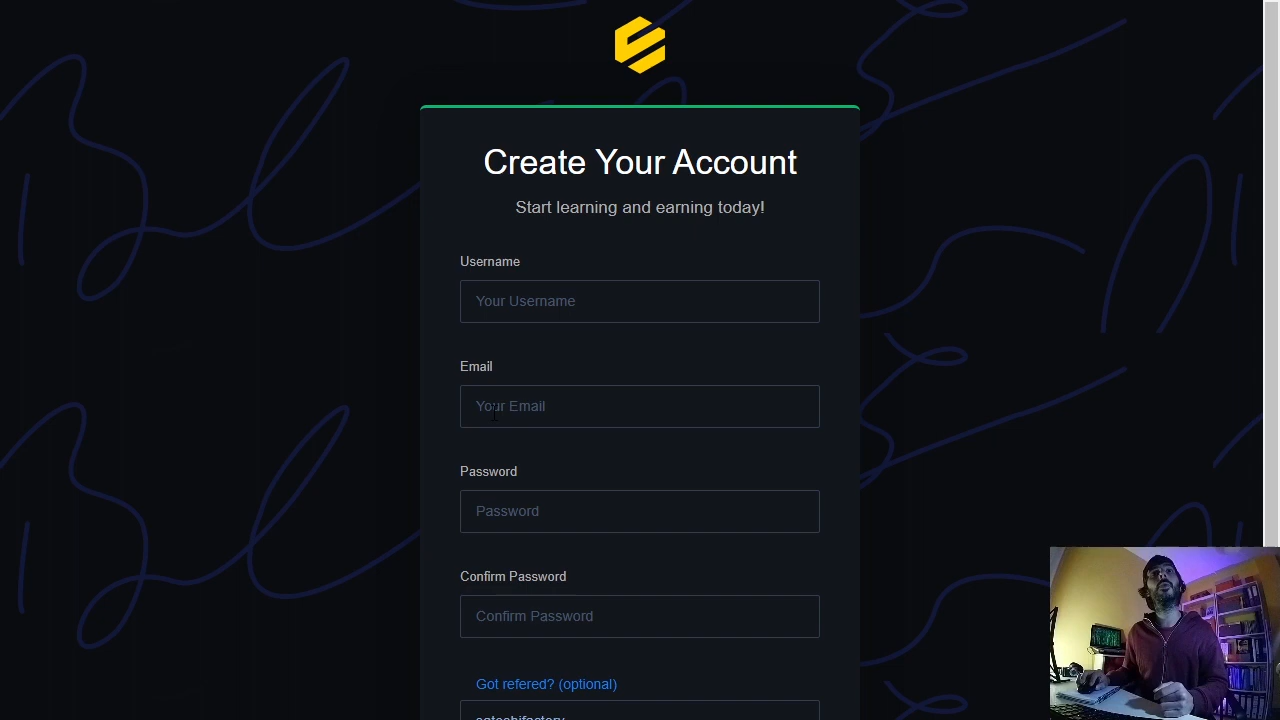 Create Your Account
Start learning and earning today!
Username
Your Username
Email
Your Email
Password
Password
Confirm Password
Confirm Password
Got refered? (optional)
satoshifactory